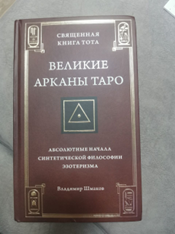 СВЯЩЕННАЯ
КНИГА ТОТА
ВЕЛИКИЕ
АРКАНЫ ТАРО
АБСОЛЮТНЫЕ НАЧАЛА
СИНТЕТИЧЕСКОЙ ФИЛОСОФИИ
ЭЗОТЕРИЗМА
Владимир Шмаков